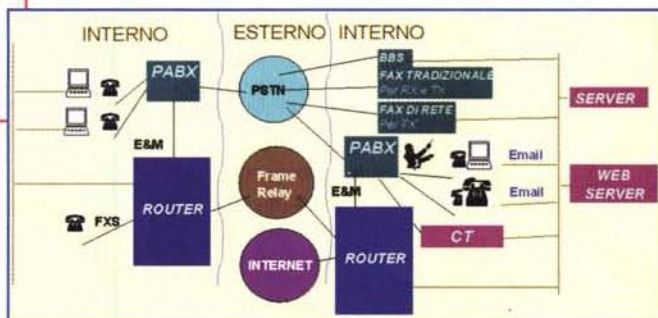 INTERNO
ESTERNO
INTERNO
PABX
E&M
ROUTER
FXS
PSTN
Frame
Relay
INTERNET
BBS
FAX TRADIZIONALE
Per RX e TX
FAX DI RETE
Per TX
PABX
E&M
ROUTER
CT
Email
Email
SERVER
WEB
SERVER